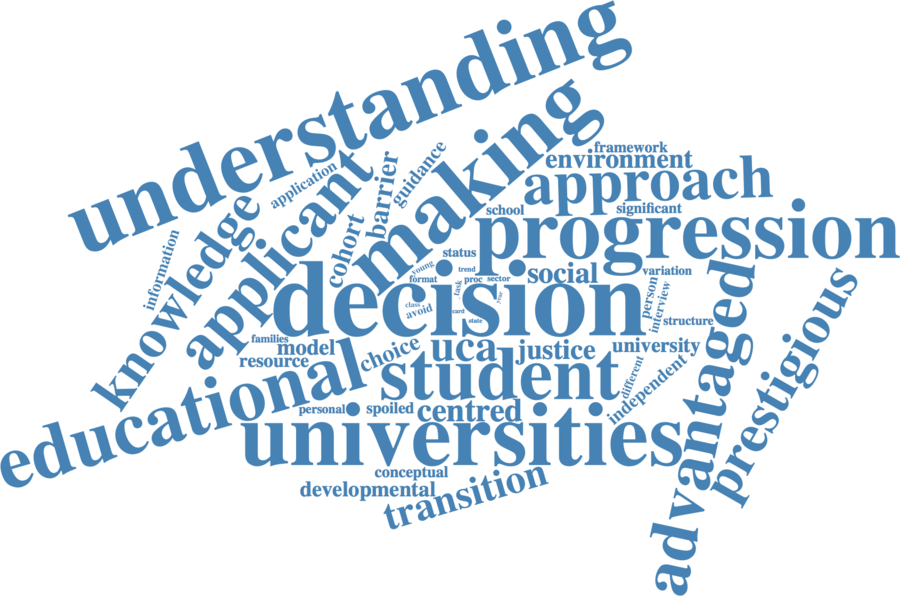 understanding
making
framework
environment
approach
application
applicant
barrier
guidance
knowledge
cohort
school
significant
progression
information
status
young
trend
social
variation
format
task
proc
sector
decision
class
avoid
card
state
year
person
interview
structure
advantaged
prestigious
families
model
resource
choice
uca
justice
university
educational
student
different
independent
personal
spoiled
centred
universities
conceptual
developmental
transition